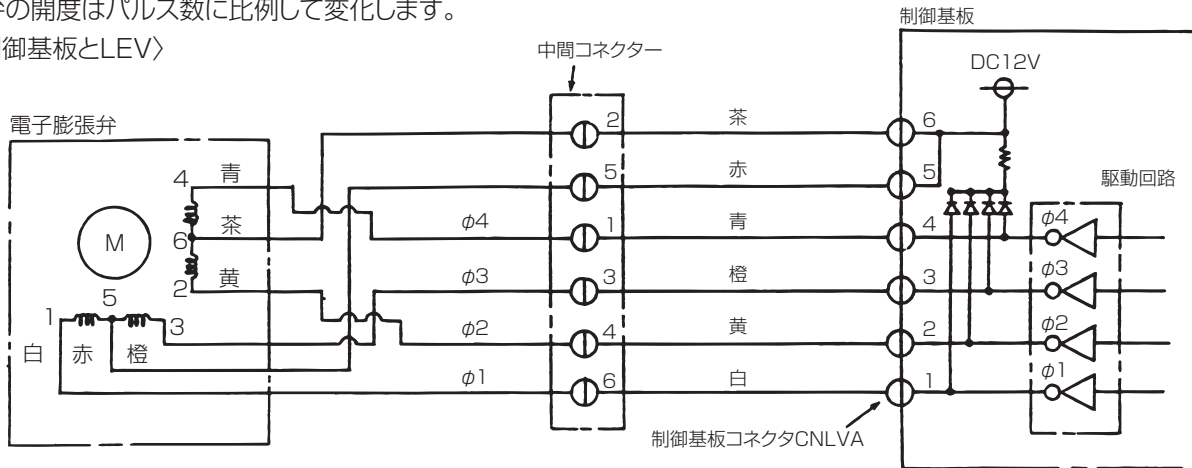 弁の開度はパルス数に比例して変化します。
御基板とLEV〉
制御基板
中間コネクター
DC12V
電子膨張弁
2 茶 6
5 赤 5
駆動回路
4 青
φ4 1 青 4 φ4
6 茶
M
φ3 3 橙 3 φ3
2 黄
5
1 3
φ2 4 黄 2 φ2
白 赤 橙
φ1 6 白 1 φ1
制御基板コネクタCNLVA